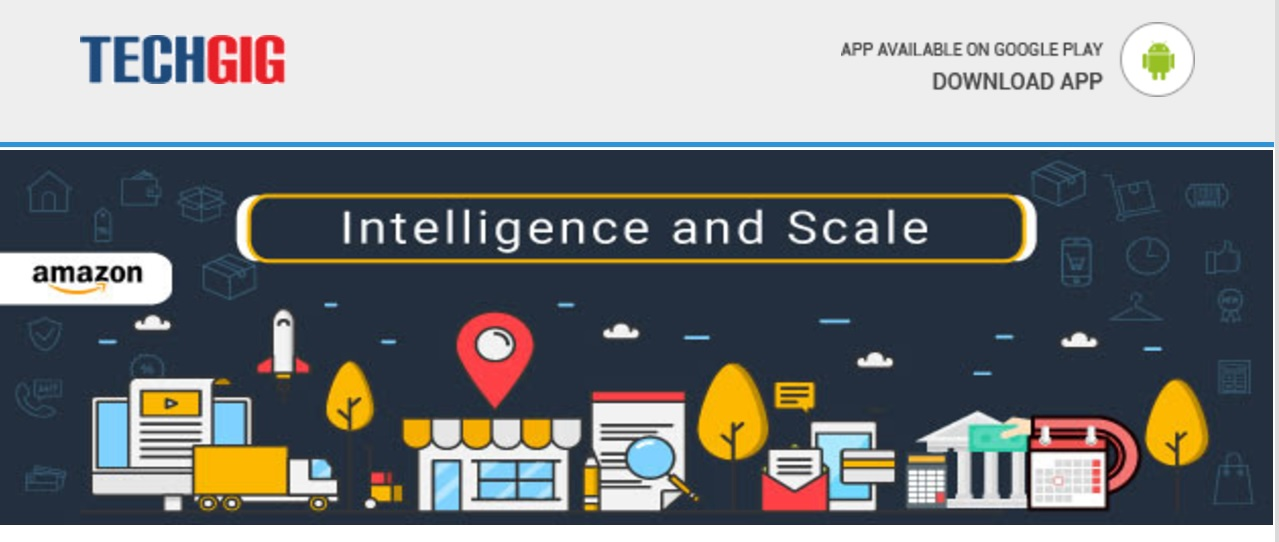 TECHGIG
APP AVAILABLE ON GOOGLE PLAY
DOWNLOAD APP
Intelligence and Scale
amazon
%